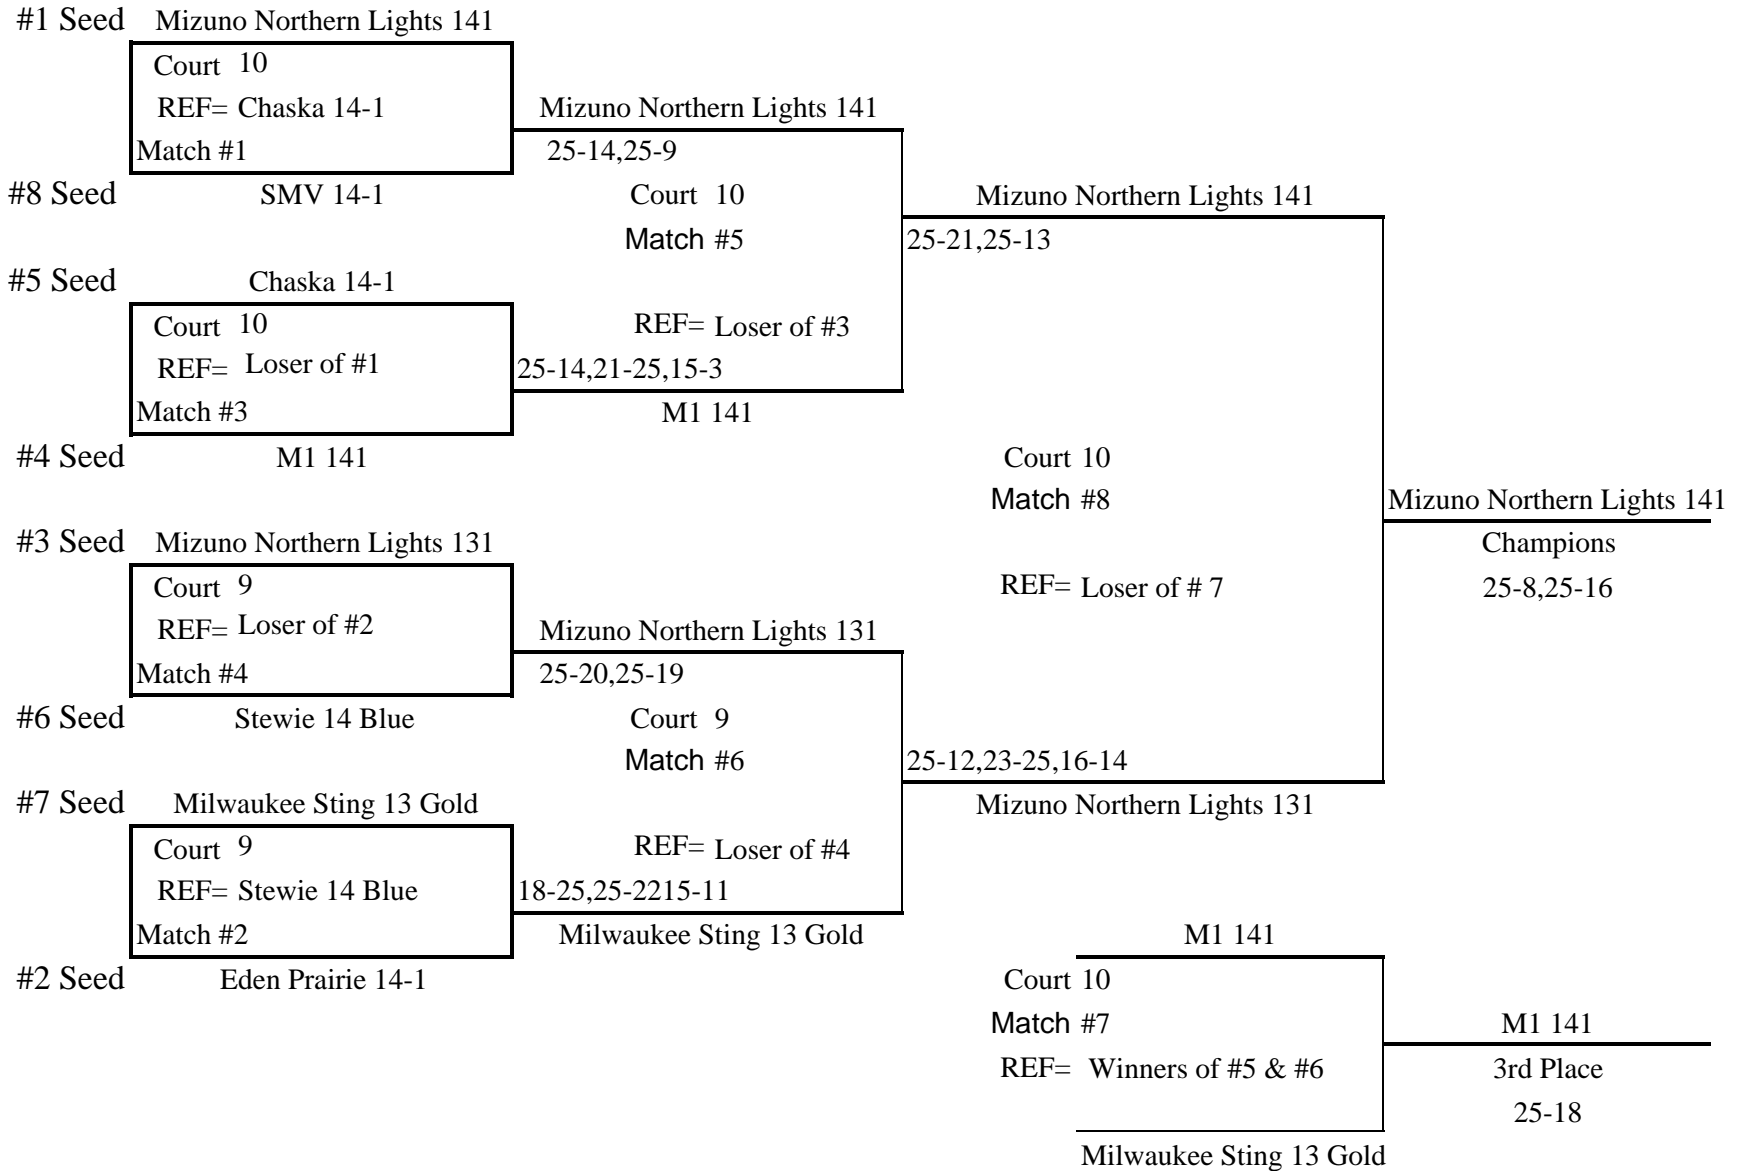 #1 Seed Mizuno Northern Lights 141
Court 10
REF= Chaska 14-1 Mizuno Northern Lights 141
Match #1 25-14,25-9
#8 Seed SMV 14-1 Court 10 Mizuno Northern Lights 141
Match #5 25-21,25-13
#5 Seed Chaska 14-1
Court 10 REF= Loser of #3
REF= Loser of #1 25-14,21-25,15-3
Match #3 M1 141
#4 Seed M1 141 Court 10
Match #8 Mizuno Northern Lights 141
#3 Seed Mizuno Northern Lights 131 Champions
Court 9 REF= Loser of # 7 25-8,25-16
REF= Loser of #2 Mizuno Northern Lights 131
Match #4 25-20,25-19
#6 Seed Stewie 14 Blue Court 9
Match #6 25-12,23-25,16-14
#7 Seed Milwaukee Sting 13 Gold Mizuno Northern Lights 131
Court 9 REF= Loser of #4
REF= Stewie 14 Blue 18-25,25-2215-11
Match #2 Milwaukee Sting 13 Gold M1 141
#2 Seed Eden Prairie 14-1 Court 10
Match #7 M1 141
REF= Winners of #5 & #6 3rd Place
25-18
Milwaukee Sting 13 Gold